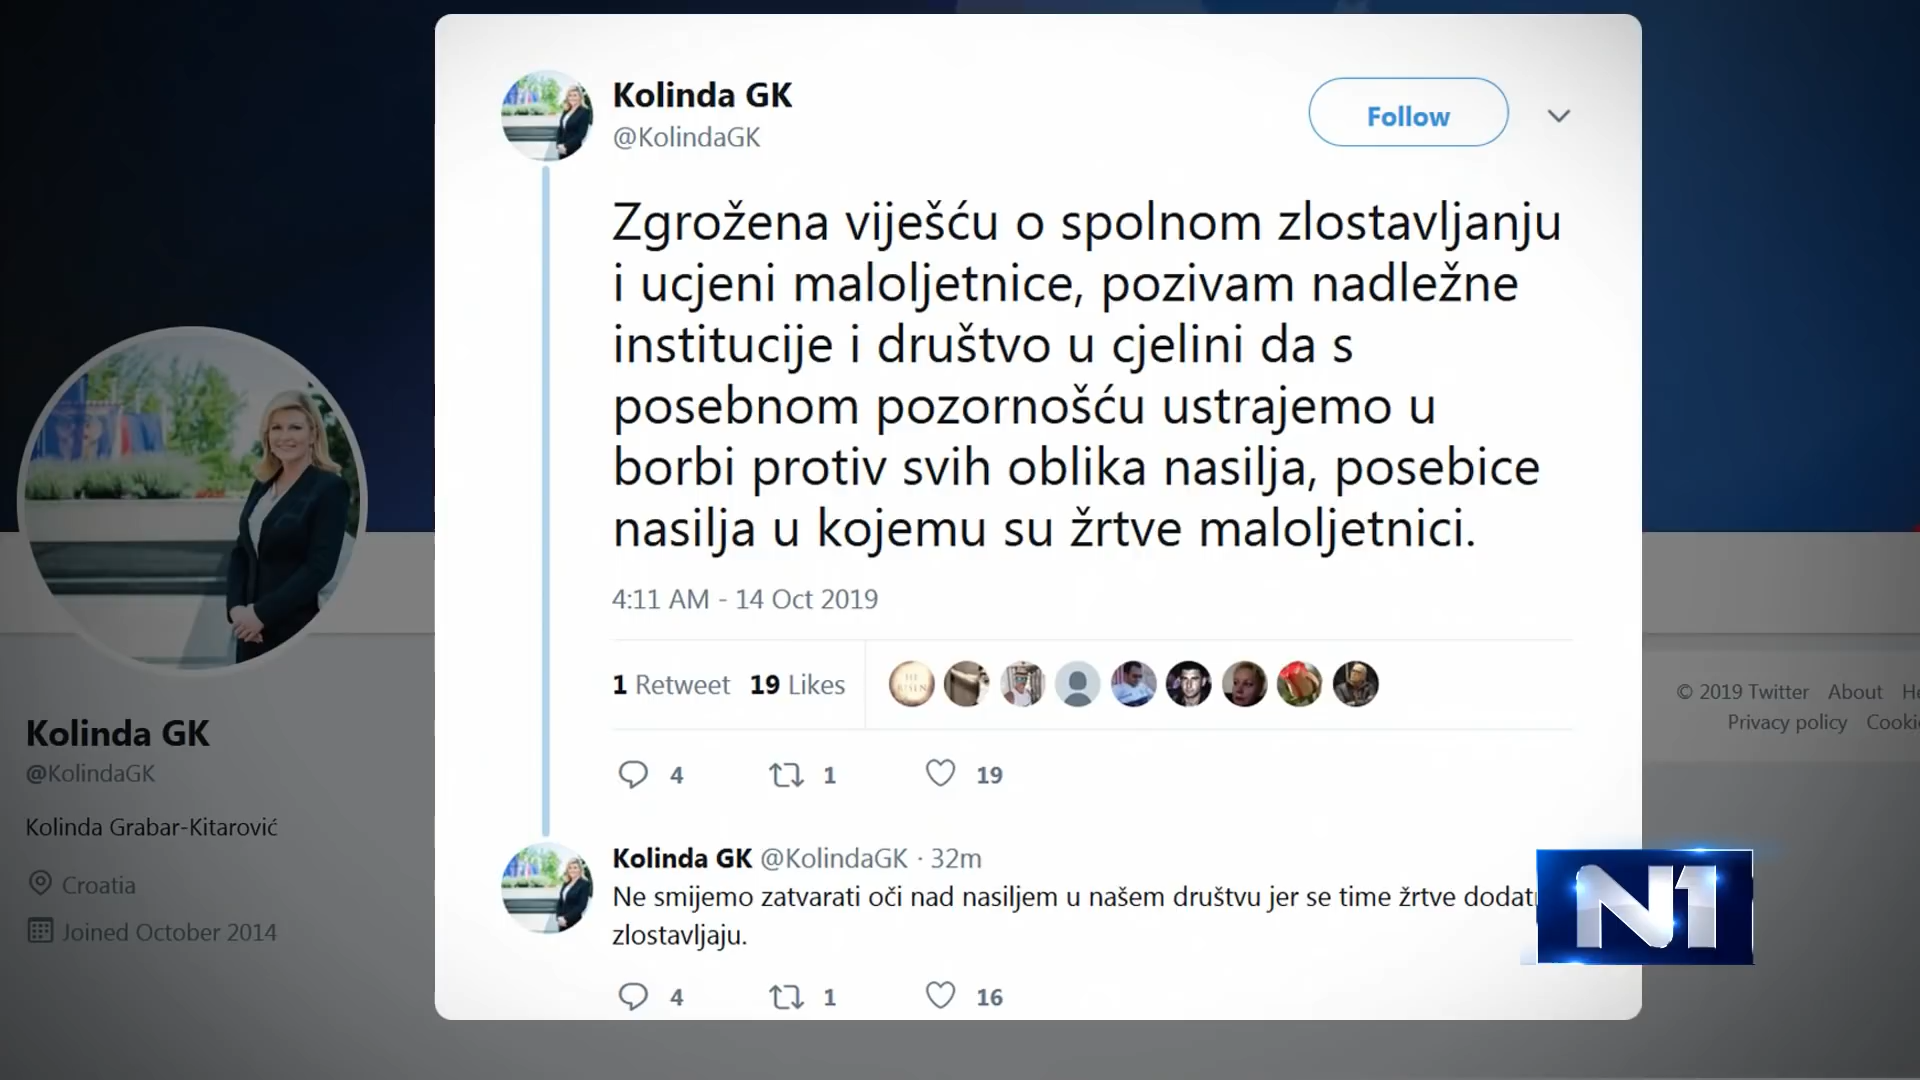 Kolinda GK
@KolindaGK
Follow
Zgrožena viješću o spolnom zlostavljanju
i ucjeni maloljetnice, pozivam nadležne
institucije i društvo u cjelini da s
posebnom pozornošću ustrajemo u
borbi protiv svih oblika nasilja, posebice
nasilja u kojemu su žrtve maloljetnici.
4:11 AM - 14 Oct 2019
1 Retweet 19 Likes
4 1 19
Kolinda GK @KolindaGK · 32m
Ne smijemo zatvarati oči nad nasiljem u našem društvu jer se time žrtve
zlostavljaju.
4 1 16
Kolinda GK
@KolindaGK
Kolinda Grabar-Kitarović
Croatia
Joined October 2014
© 2019 Twitter About
Privacy policy
N1